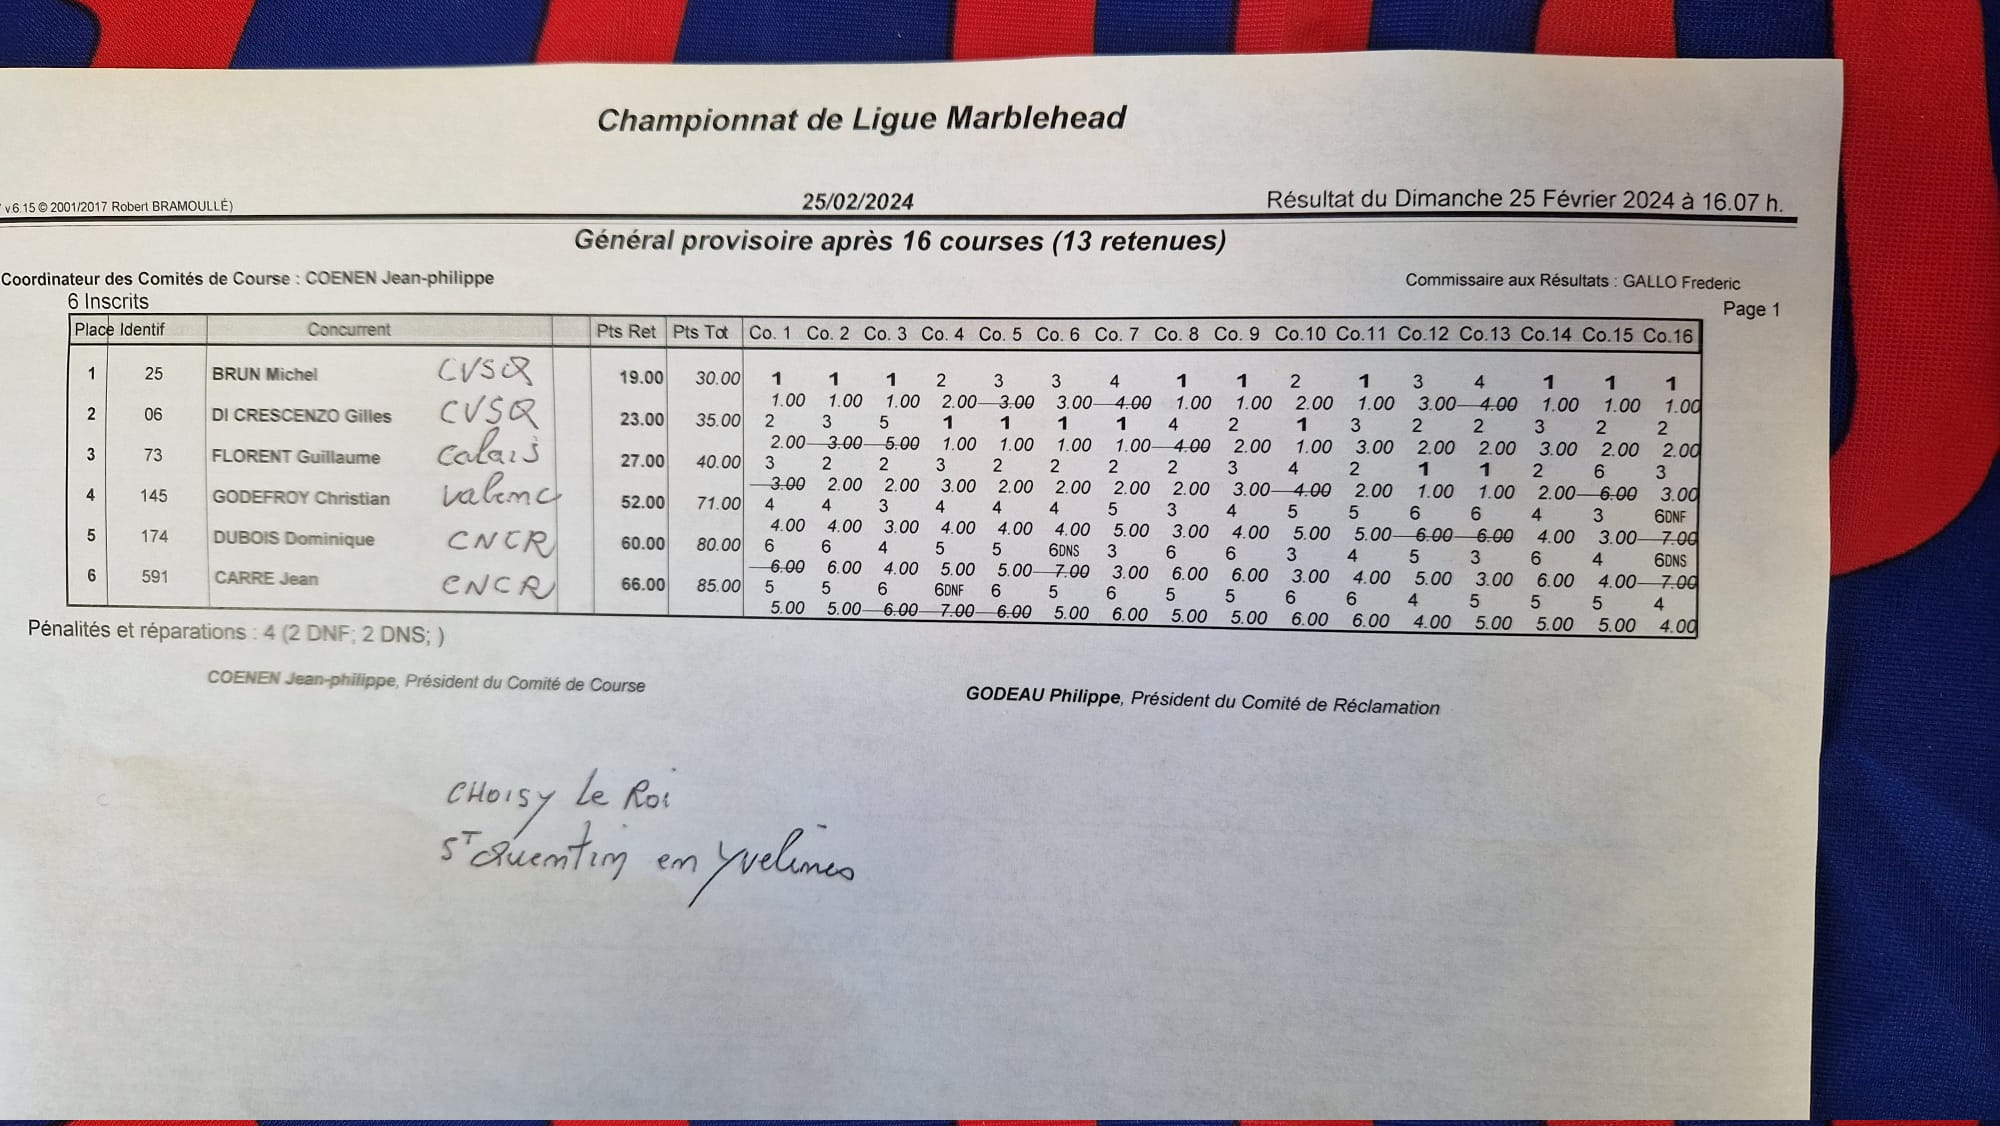 Championnat de Ligue Marblehead
v6.15 © 2001/2017 Robert BRAMOULLÉ) 25/02/2024 Résultat du Dimanche 25 Février 2024 à 16.07 h.
Général provisoire après 16 courses (13 retenues)
Coordinateur des Comités de Course : COENEN Jean-philippe Commissaire aux Résultats : GALLO Frederic
6 Inscrits Page 1
Place Identif Concurrent Pts Ret Pts Tot Co. 1 Co. 2 Co. 3 Co. 4 Co. 5 Co. 6 Co. 7 Co. 8 Co. 9 Co.10 Co.11 Co.12 Co.13 Co.14 Co.15 Co.16
1 25 BRUN Michel CVSQ 19.00 30.00 1 1 1 2 3 3 4 1 1 2 1 3 4 1 1 1
1.00 1.00 1.00 2.00 3.00 3.00 4.00 1.00 1.00 2.00 1.00 3.00 4.00 1.00 1.00 1.00
2 06 DI CRESCENZO Gilles CVSQ 23.00 35.00 2 3 5 1 1 1 1 4 2 1 3 2 2 3 2 2
2.00 3.00 5.00 1.00 1.00 1.00 1.00 4.00 2.00 1.00 3.00 2.00 2.00 3.00 2.00 2.00
3 73 FLORENT Guillaume Calais 27.00 40.00 3 2 2 3 2 2 2 2 3 4 2 1 1 2 6 3
3.00 2.00 2.00 3.00 2.00 2.00 2.00 2.00 3.00 4.00 2.00 1.00 1.00 2.00 6.00 3.00
4 145 GODEFROY Christian Valenc 52.00 71.00 4 4 3 4 4 4 5 3 4 5 5 6 6 4 3 6DNF
4.00 4.00 3.00 4.00 4.00 4.00 5.00 3.00 4.00 5.00 5.00 6.00 6.00 4.00 3.00 7.00
5 174 DUBOIS Dominique CNCR 60.00 80.00 6 6 4 5 5 6DNS 3 6 6 3 4 5 3 6 4 6DNS
6.00 6.00 4.00 5.00 5.00 7.00 3.00 6.00 6.00 3.00 4.00 5.00 3.00 6.00 4.00 7.00
6 591 CARRE Jean CNCR 66.00 85.00 5 5 6 6DNF 6 5 6 5 5 6 6 4 5 5 5 4
5.00 5.00 6.00 7.00 6.00 5.00 6.00 5.00 5.00 6.00 6.00 4.00 5.00 5.00 5.00 4.00
Pénalités et réparations : 4 (2 DNF; 2 DNS; )
COENEN Jean-philippe, Président du Comité de Course GODEAU Philippe, Président du Comité de Réclamation
CHOISY Le Roi
ST Quentin en Yvelines